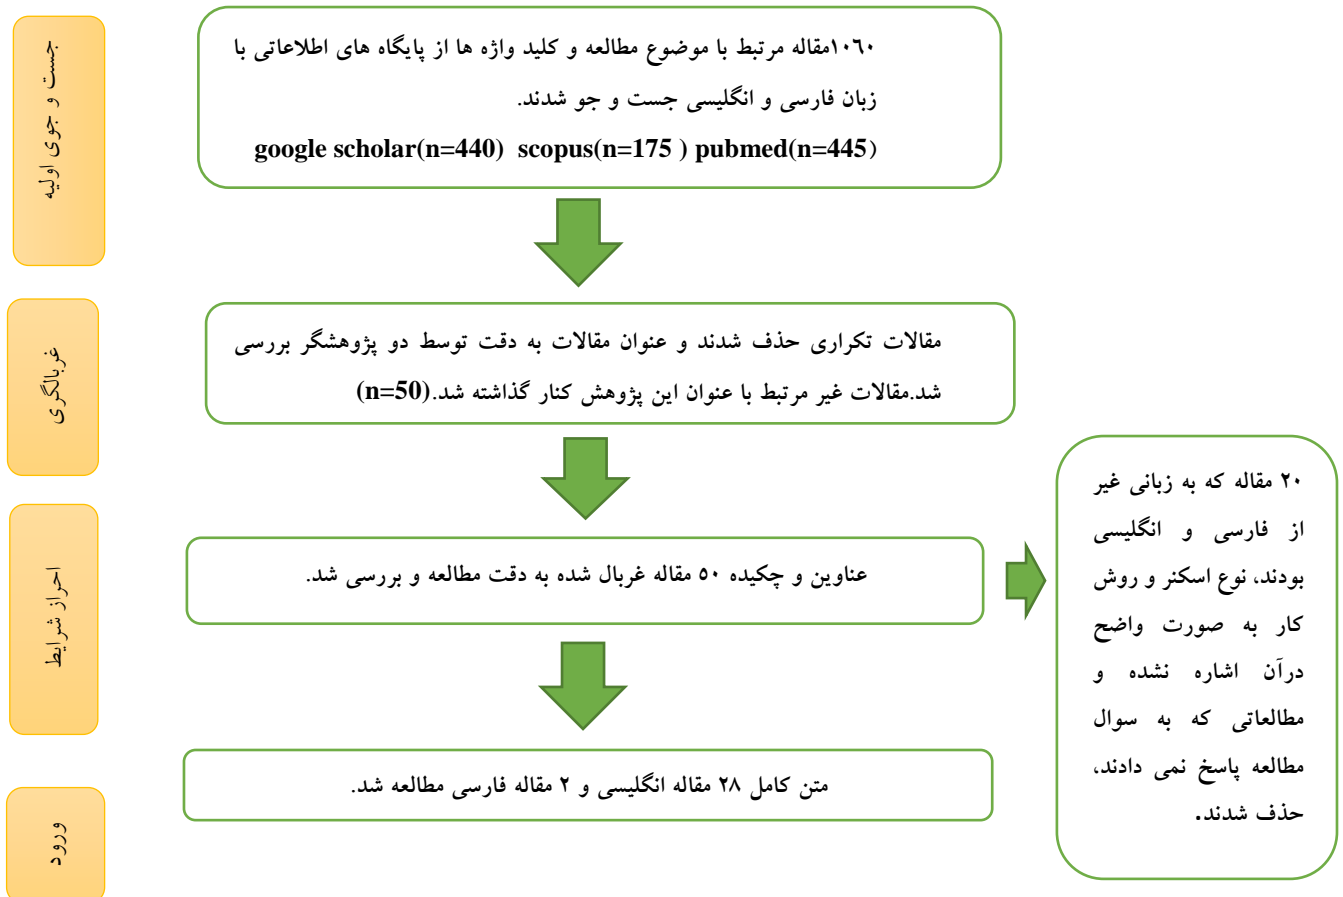 جست و جوی اولیه
۱۰۶۰مقاله مرتبط با موضوع مطالعه و کلید واژه ها از پایگاه های اطلاعاتی با
زبان فارسی و انگلیسی جست و جو شدند.
google scholar(n=440) scopus(n=175 ) pubmed(n=445)
غربالگری
مقالات تکراری حذف شدند و عنوان مقالات به دقت توسط دو پژوهشگر بررسی
شد.مقالات غیر مرتبط با عنوان این پژوهش کنار گذاشته شد.(n=50)
احراز شرایط
عناوین و چکیده ۵۰ مقاله غربال شده به دقت مطالعه و بررسی شد.
۲۰ مقاله که به زبانی غیر
از فارسی و انگلیسی
بودند، نوع اسکنر و روش
کار به صورت واضح
درآن اشاره نشده و
مطالعاتی که به سوال
مطالعه پاسخ نمی دادند،
حذف شدند.
ورود
متن کامل ۲۸ مقاله انگلیسی و ۲ مقاله فارسی مطالعه شد.